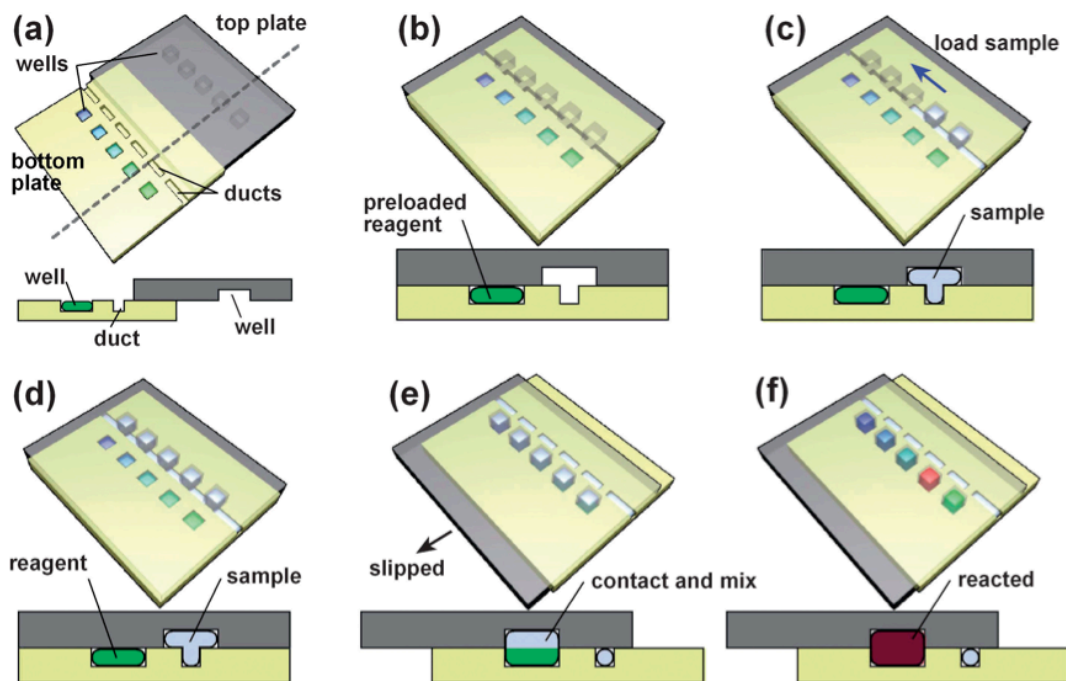 (a)
top plate
wells
bottom
plate
ducts
well
duct
well
(b)
preloaded
reagent
(c)
load sample
sample
(d)
reagent
sample
(e)
slipped
contact and mix
(f)
reacted